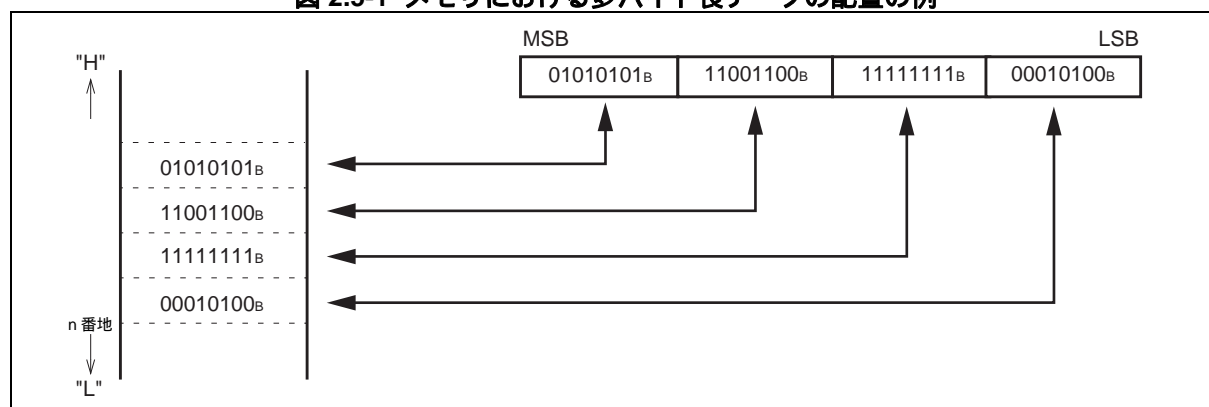 図 2.5-1 メモリにおける多バイト長データの配置の例
MSB LSB
01010101B 11001100B 11111111B 00010100B
"H"
01010101B
11001100B
11111111B
00010100B
n 番地
"L"